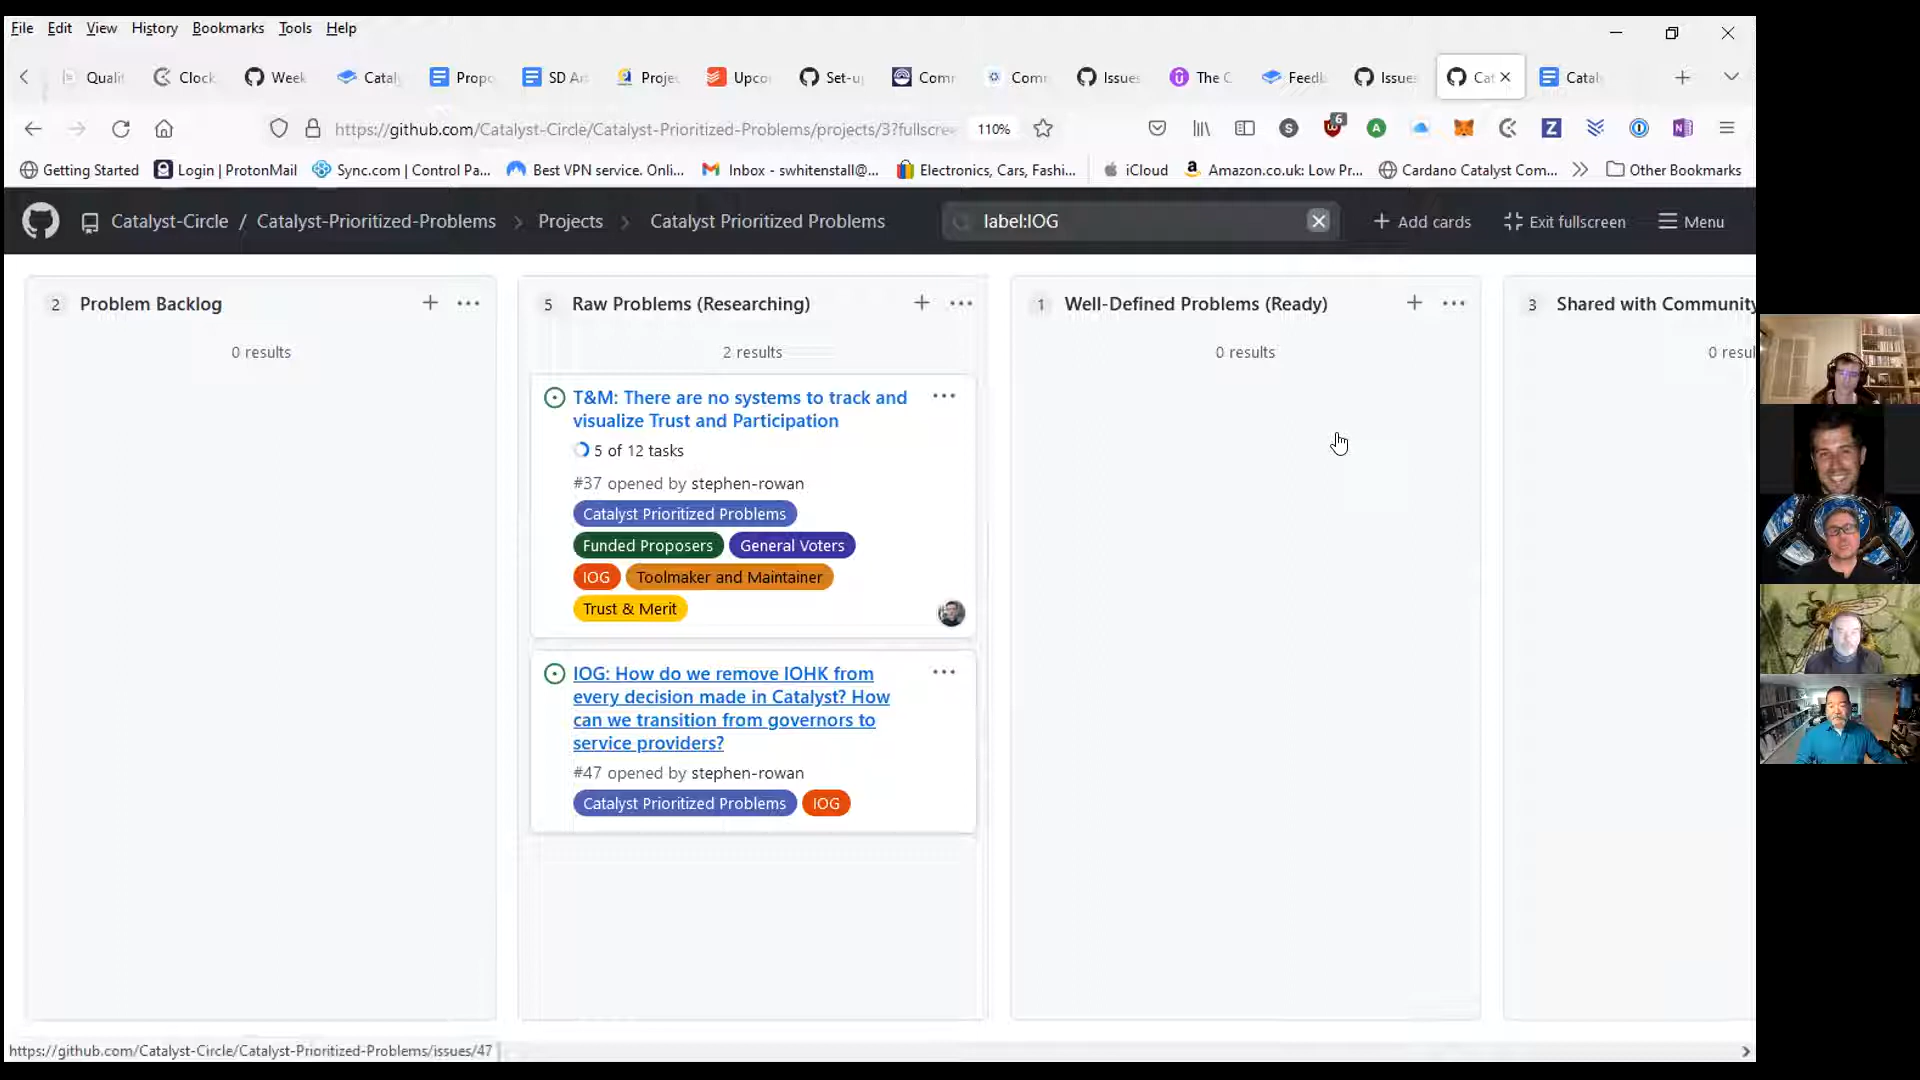 File Edit View History Bookmarks Tools Help
Quali Clock Week Cataly Propo SD An Projec Upco Set-u Comm Comm Issues The C Feedb Issues Cat Catal
https://github.com/Catalyst-Circle/Catalyst-Prioritized-Problems/projects/3?fullscre 110% S 6 A Z
Getting Started Login | ProtonMail Sync.com | Control Pa... Best VPN service. Onli... Inbox - swhitenstall@... Electronics, Cars, Fashi... iCloud Amazon.co.uk: Low Pr... Cardano Catalyst Com... Other Bookmarks
Catalyst-Circle / Catalyst-Prioritized-Problems Projects Catalyst Prioritized Problems label:IOG Add cards Exit fullscreen Menu
2 Problem Backlog
0 results
5 Raw Problems (Researching)
2 results
T&M: There are no systems to track and
visualize Trust and Participation
5 of 12 tasks
#37 opened by stephen-rowan
Catalyst Prioritized Problems
Funded Proposers General Voters
IOG Toolmaker and Maintainer
Trust & Merit
IOG: How do we remove IOHK from
every decision made in Catalyst? How
can we transition from governors to
service providers?
#47 opened by stephen-rowan
Catalyst Prioritized Problems IOG
1 Well-Defined Problems (Ready)
0 results
3 Shared with Community
0 resul
https://github.com/Catalyst-Circle/Catalyst-Prioritized-Problems/issues/47